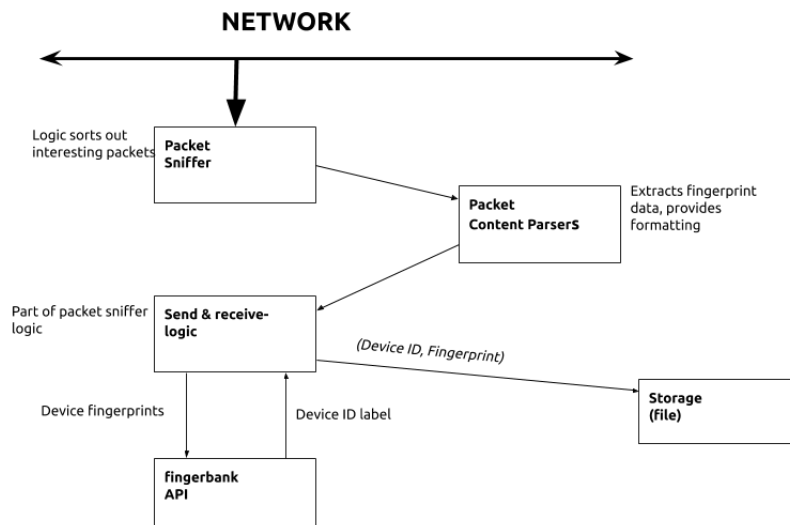 NETWORK
Logic sorts out
interesting packets
Packet
Sniffer
Packet
Content Parsers
Extracts fingerprint
data, provides
formatting
Part of packet sniffer
logic
Send & receive-
logic
(Device ID, Fingerprint)
Storage
(file)
Device fingerprints
Device ID label
fingerbank
API